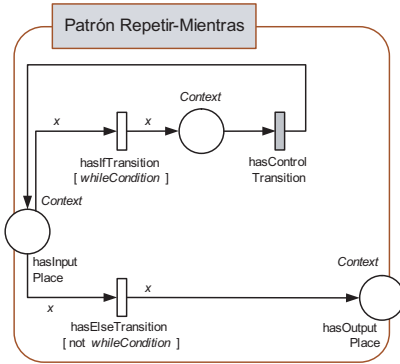 Patrón Repetir-Mientras
Context
x
x
hasIfTransition
[ whileCondition ]
hasControl
Transition
Context
hasInput
Place
x
x
hasElseTransition
[ not whileCondition ]
Context
hasOutput
Place